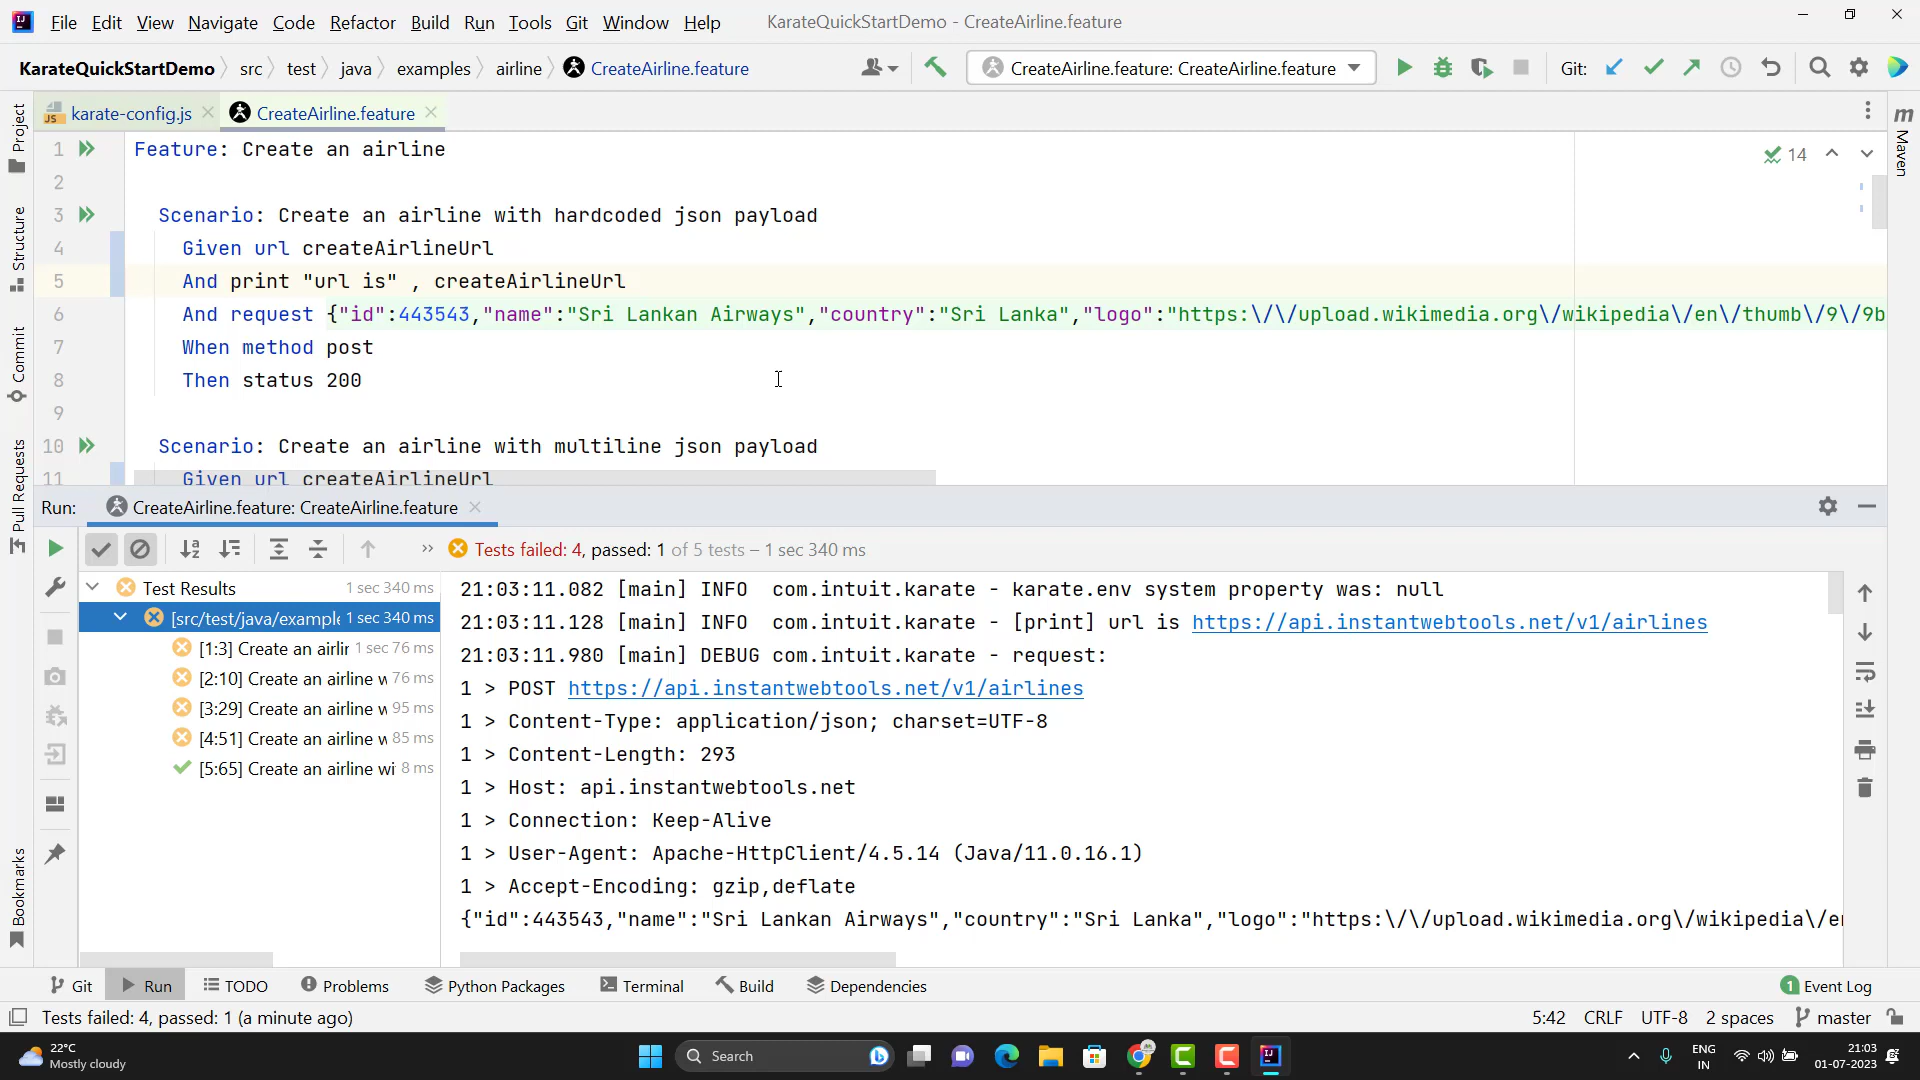 File Edit View Navigate Code Refactor Build Run Tools Git Window Help KarateQuickStartDemo - CreateAirline.feature
KarateQuickStartDemo src test java examples airline CreateAirline.feature CreateAirline.feature: CreateAirline.feature Git:
karate-config.js CreateAirline.feature
Project
Structure
Commit
Pull Requests
Bookmarks
Maven
14
1 Feature: Create an airline
2
3 Scenario: Create an airline with hardcoded json payload
4 Given url createAirlineUrl
5 And print "url is" , createAirlineUrl
6 And request {"id":443543,"name":"Sri Lankan Airways","country":"Sri Lanka","logo":"https:\/\/upload.wikimedia.org\/wikipedia\/en\/thumb\/9\/9b
7 When method post
8 Then status 200
9
10 Scenario: Create an airline with multiline json payload
11 Given url createAirlineUrl
Run: CreateAirline.feature: CreateAirline.feature
Tests failed: 4, passed: 1 of 5 tests – 1 sec 340 ms
Test Results 1 sec 340 ms
[src/test/java/example 1 sec 340 ms
[1:3] Create an airlin 1 sec 76 ms
[2:10] Create an airline w 76 ms
[3:29] Create an airline w 95 ms
[4:51] Create an airline w 85 ms
[5:65] Create an airline wi 8 ms
21:03:11.082 [main] INFO com.intuit.karate - karate.env system property was: null
21:03:11.128 [main] INFO com.intuit.karate - [print] url is https://api.instantwebtools.net/v1/airlines
21:03:11.980 [main] DEBUG com.intuit.karate - request:
1 > POST https://api.instantwebtools.net/v1/airlines
1 > Content-Type: application/json; charset=UTF-8
1 > Content-Length: 293
1 > Host: api.instantwebtools.net
1 > Connection: Keep-Alive
1 > User-Agent: Apache-HttpClient/4.5.14 (Java/11.0.16.1)
1 > Accept-Encoding: gzip,deflate
{"id":443543,"name":"Sri Lankan Airways","country":"Sri Lanka","logo":"https:\/\/upload.wikimedia.org\/wikipedia\/en
Git Run TODO Problems Python Packages Terminal Build Dependencies 1 Event Log
Tests failed: 4, passed: 1 (a minute ago) 5:42 CRLF UTF-8 2 spaces master
22°C
Mostly cloudy
Search
ENG
IN
21:03
01-07-2023